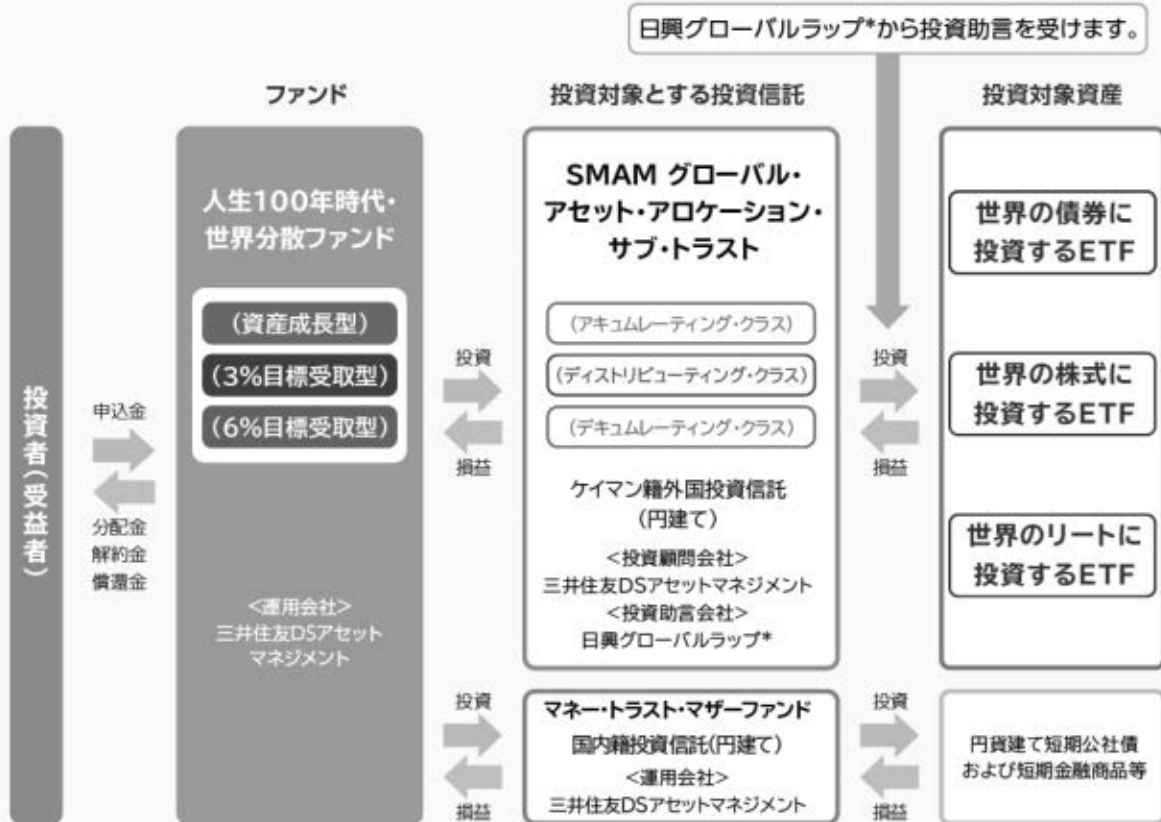 日興グローバルラップ*から投資助言を受けます。
ファンド
投資対象とする投資信託
投資対象資産
投資者(受益者)
申込金
分配金
解約金
償還金
人生100年時代・
世界分散ファンド
(資産成長型)
(3%目標受取型)
(6%目標受取型)
<運用会社>
三井住友DSアセット
マネジメント
投資
損益
SMAM グローバル・
アセット・アロケーション・
サブ・トラスト
(アキュムレーティング・クラス)
(ディストリビューティング・クラス)
(デキュムレーティング・クラス)
ケイマン籍外国投資信託
(円建て)
<投資顧問会社>
三井住友DSアセットマネジメント
<投資助言会社>
日興グローバルラップ*
投資
損益
世界の債券に
投資するETF
世界の株式に
投資するETF
世界のリートに
投資するETF
投資
損益
マネー・トラスト・マザーファンド
国内籍投資信託(円建て)
<運用会社>
三井住友DSアセットマネジメント
投資
損益
円貨建て短期公社債
および短期金融商品等